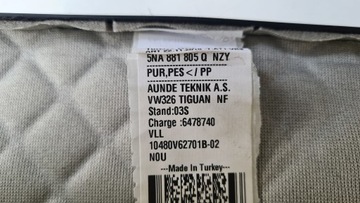 5NA 881 805 Q NZY
PUR,PES</ PP
AUNDE TEKNIK A.S.
VW326 TIGUAN NF
Stand:03S
Charge :6478740
VLL
10480V62701B-02
N0U
---Made In Turkey---